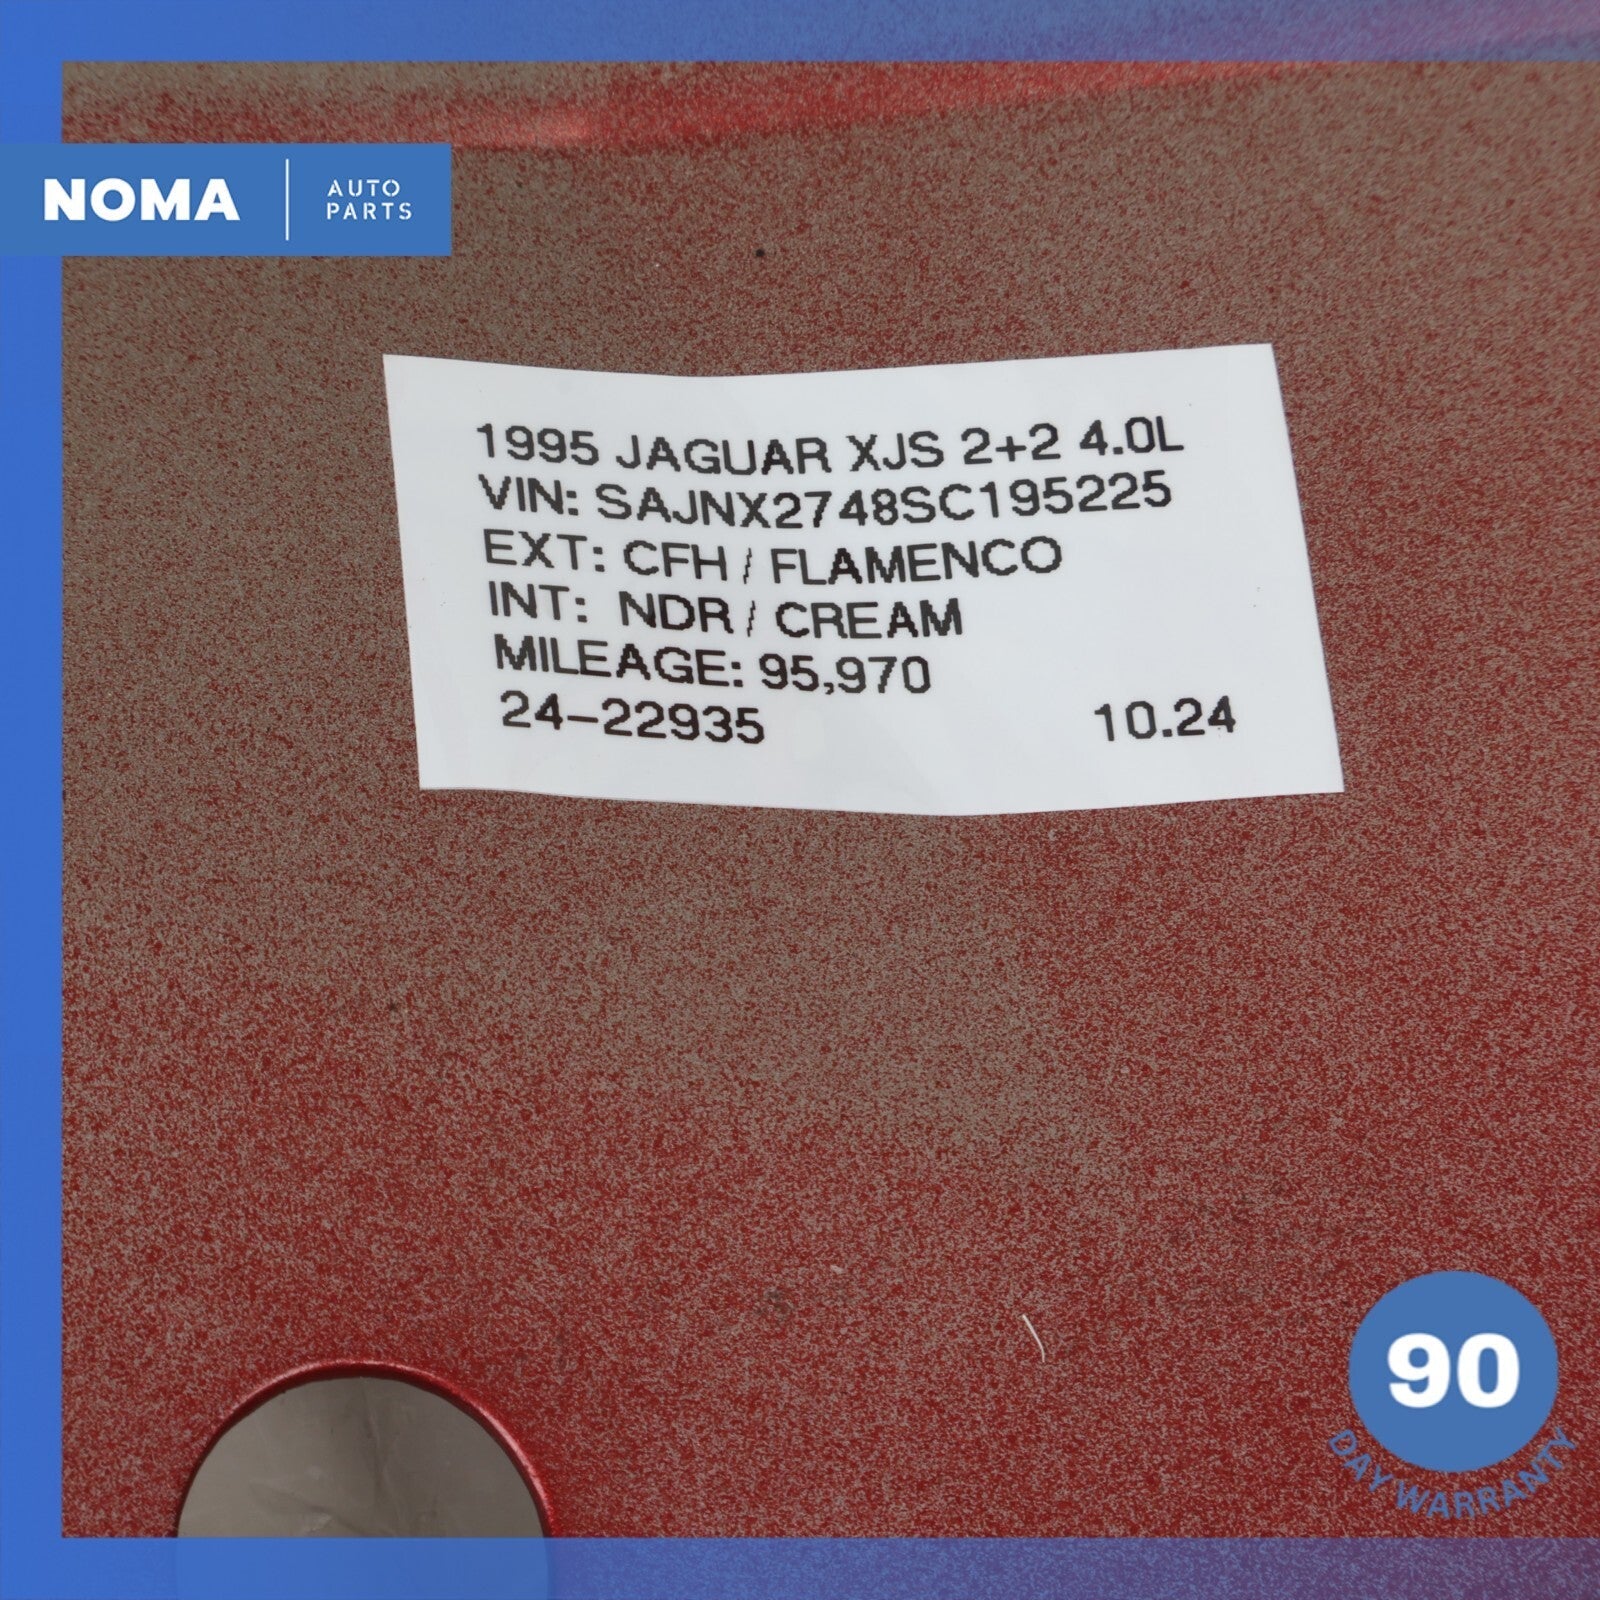 NOMA
AUTO
PARTS
1995 JAGUAR XJS 2+2 4.0L
VIN: SAJNX2748SC195225
EXT: CFH / FLAMENCO
INT: NDR / CREAM
MILEAGE: 95,970
24-22935 10.24
90
DAY WARRANTY